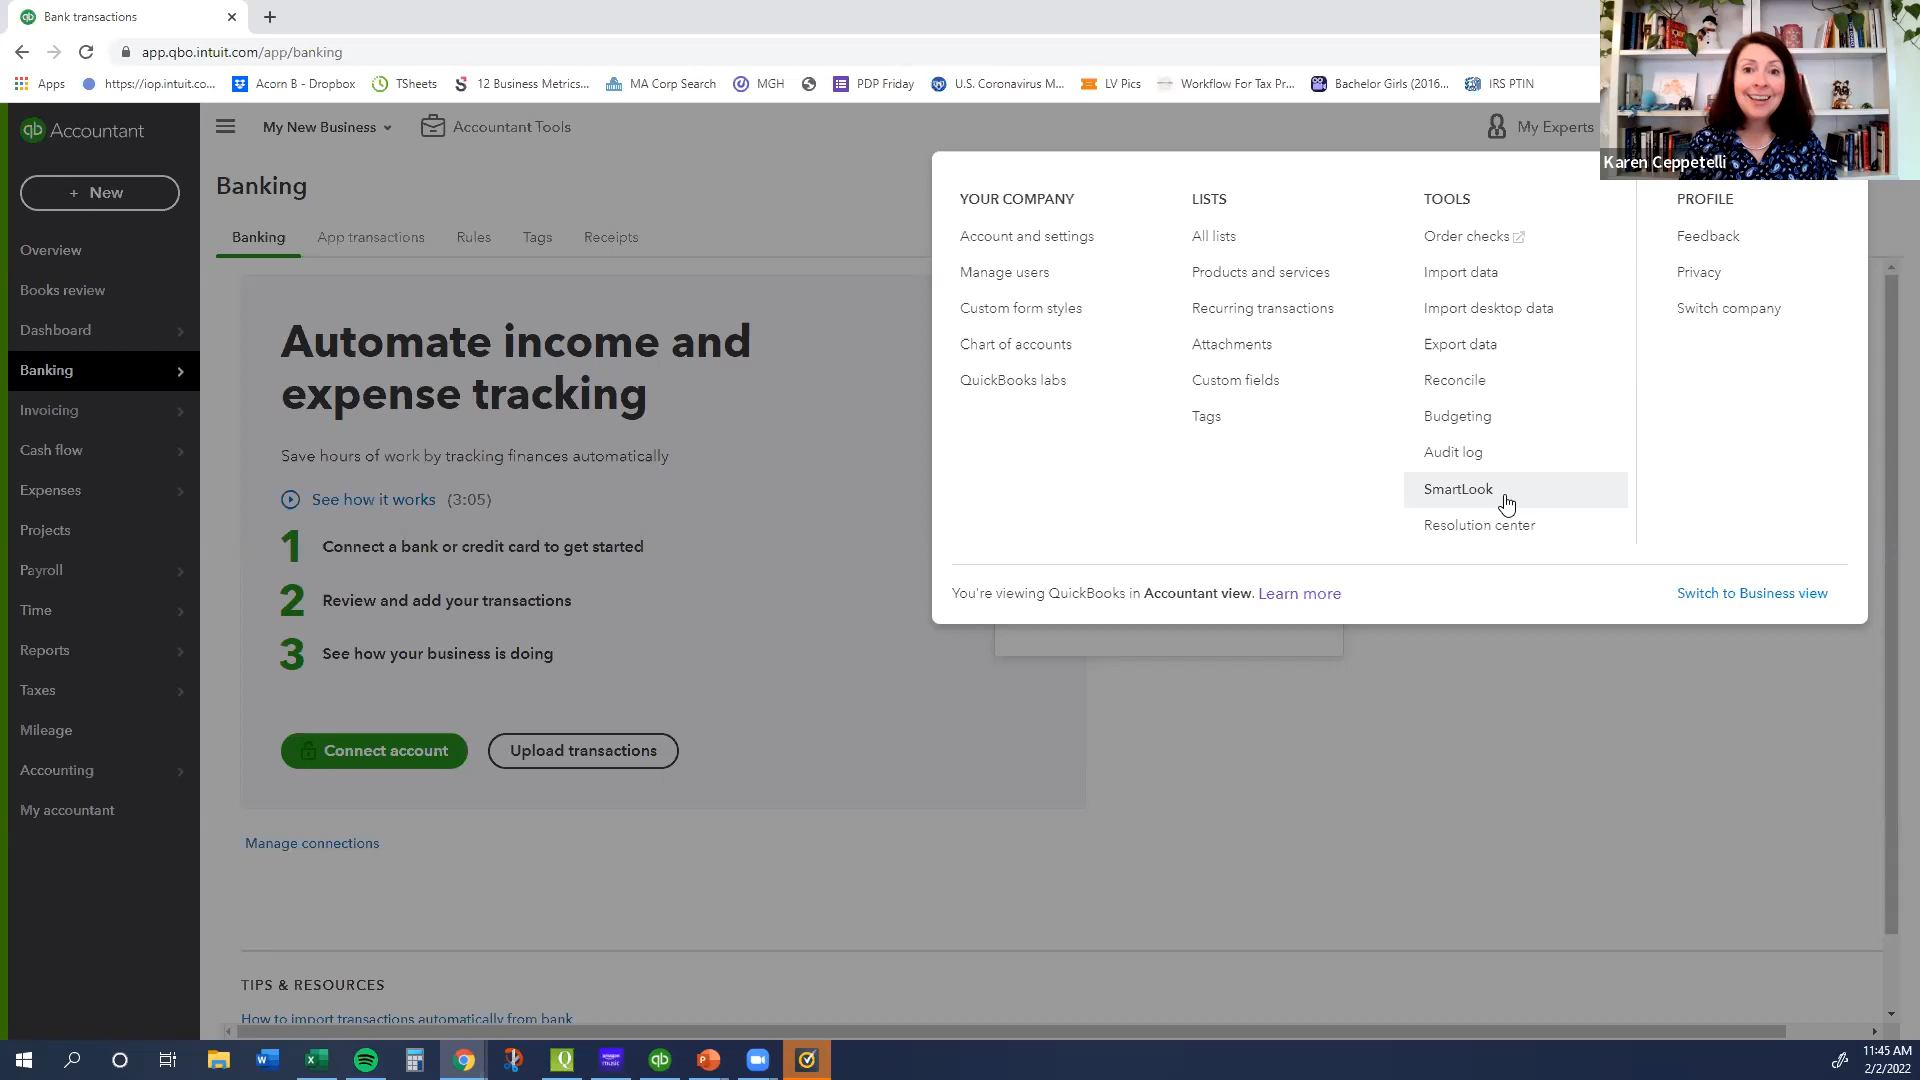 Bank transactions
app.qbo.intuit.com/app/banking
Apps
https://iop.intuit.co...
Acorn B - Dropbox
TSheets
12 Business Metrics...
MA Corp Search
MGH
PDP Friday
U.S. Coronavirus M...
LV Pics
Workflow For Tax Pr...
Bachelor Girls (2016...
IRS PTIN
Karen Ceppetelli
qb Accountant
My New Business
Accountant Tools
My Experts
+ New
Overview
Books review
Dashboard
Banking
Invoicing
Cash flow
Expenses
Projects
Payroll
Time
Reports
Taxes
Mileage
Accounting
My accountant
Banking
Banking
App transactions
Rules
Tags
Receipts
Automate income and
expense tracking
Save hours of work by tracking finances automatically
See how it works (3:05)
1 Connect a bank or credit card to get started
2 Review and add your transactions
3 See how your business is doing
Connect account
Upload transactions
Manage connections
TIPS & RESOURCES
How to import transactions automatically from bank
YOUR COMPANY
Account and settings
Manage users
Custom form styles
Chart of accounts
QuickBooks labs
LISTS
All lists
Products and services
Recurring transactions
Attachments
Custom fields
Tags
TOOLS
Order checks
Import data
Import desktop data
Export data
Reconcile
Budgeting
Audit log
SmartLook
Resolution center
PROFILE
Feedback
Privacy
Switch company
You're viewing QuickBooks in Accountant view. Learn more
Switch to Business view
11:45 AM
2/2/2022